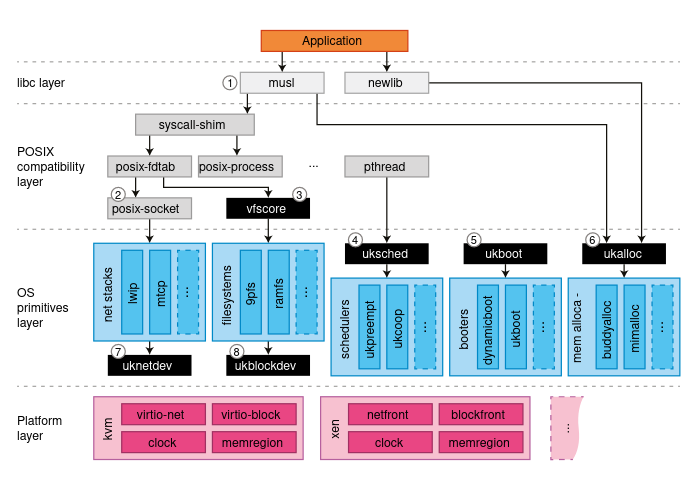 Application
libc layer
1
musl
newlib
syscall-shim
POSIX
compatibility
layer
posix-fdtab
posix-process
...
pthread
2
posix-socket
3
vfscore
4
uksched
5
ukboot
6
ukalloc
OS
primitives
layer
net stacks
lwip
mtcp
...
filesystems
9pfs
ramfs
...
schedulers
ukpreempt
ukcoop
...
booters
dynamicboot
ukboot
...
mem alloca -
buddyalloc
mimalloc
...
7
uknetdev
8
ukblockdev
Platform
layer
kvm
virtio-net
virtio-block
clock
memregion
xen
netfront
blockfront
clock
memregion
...